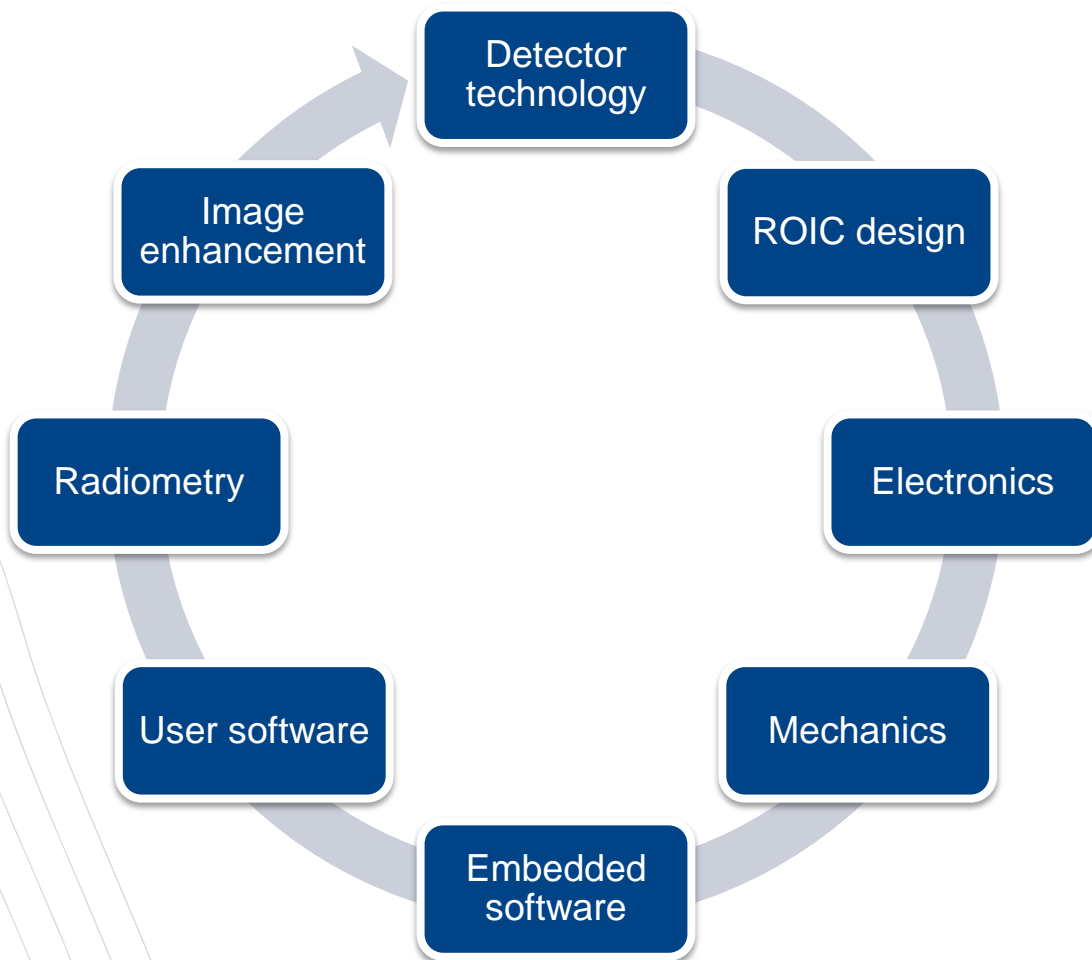 Detector
technology
ROIC design
Electronics
Mechanics
Embedded
software
User software
Radiometry
Image
enhancement